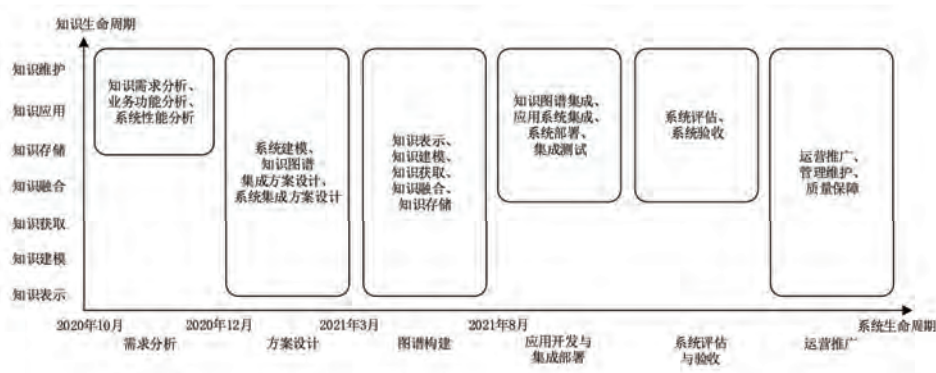 知识生命周期
知识维护
知识应用
知识存储
知识融合
知识获取
知识建模
知识表示
知识需求分析、
业务功能分析、
系统性能分析
系统建模、
知识图谱
集成方案设计、
系统集成方案设计
知识表示、
知识建模、
知识获取、
知识融合、
知识存储
知识图谱集成、
应用系统集成、
系统部署、
集成测试
系统评估、
系统验收
运营推广、
管理维护、
质量保障
2020年10月
2020年12月
2021年3月
2021年8月
系统生命周期
需求分析
方案设计
图谱构建
应用开发与
集成部署
系统评估
与验收
运营推广